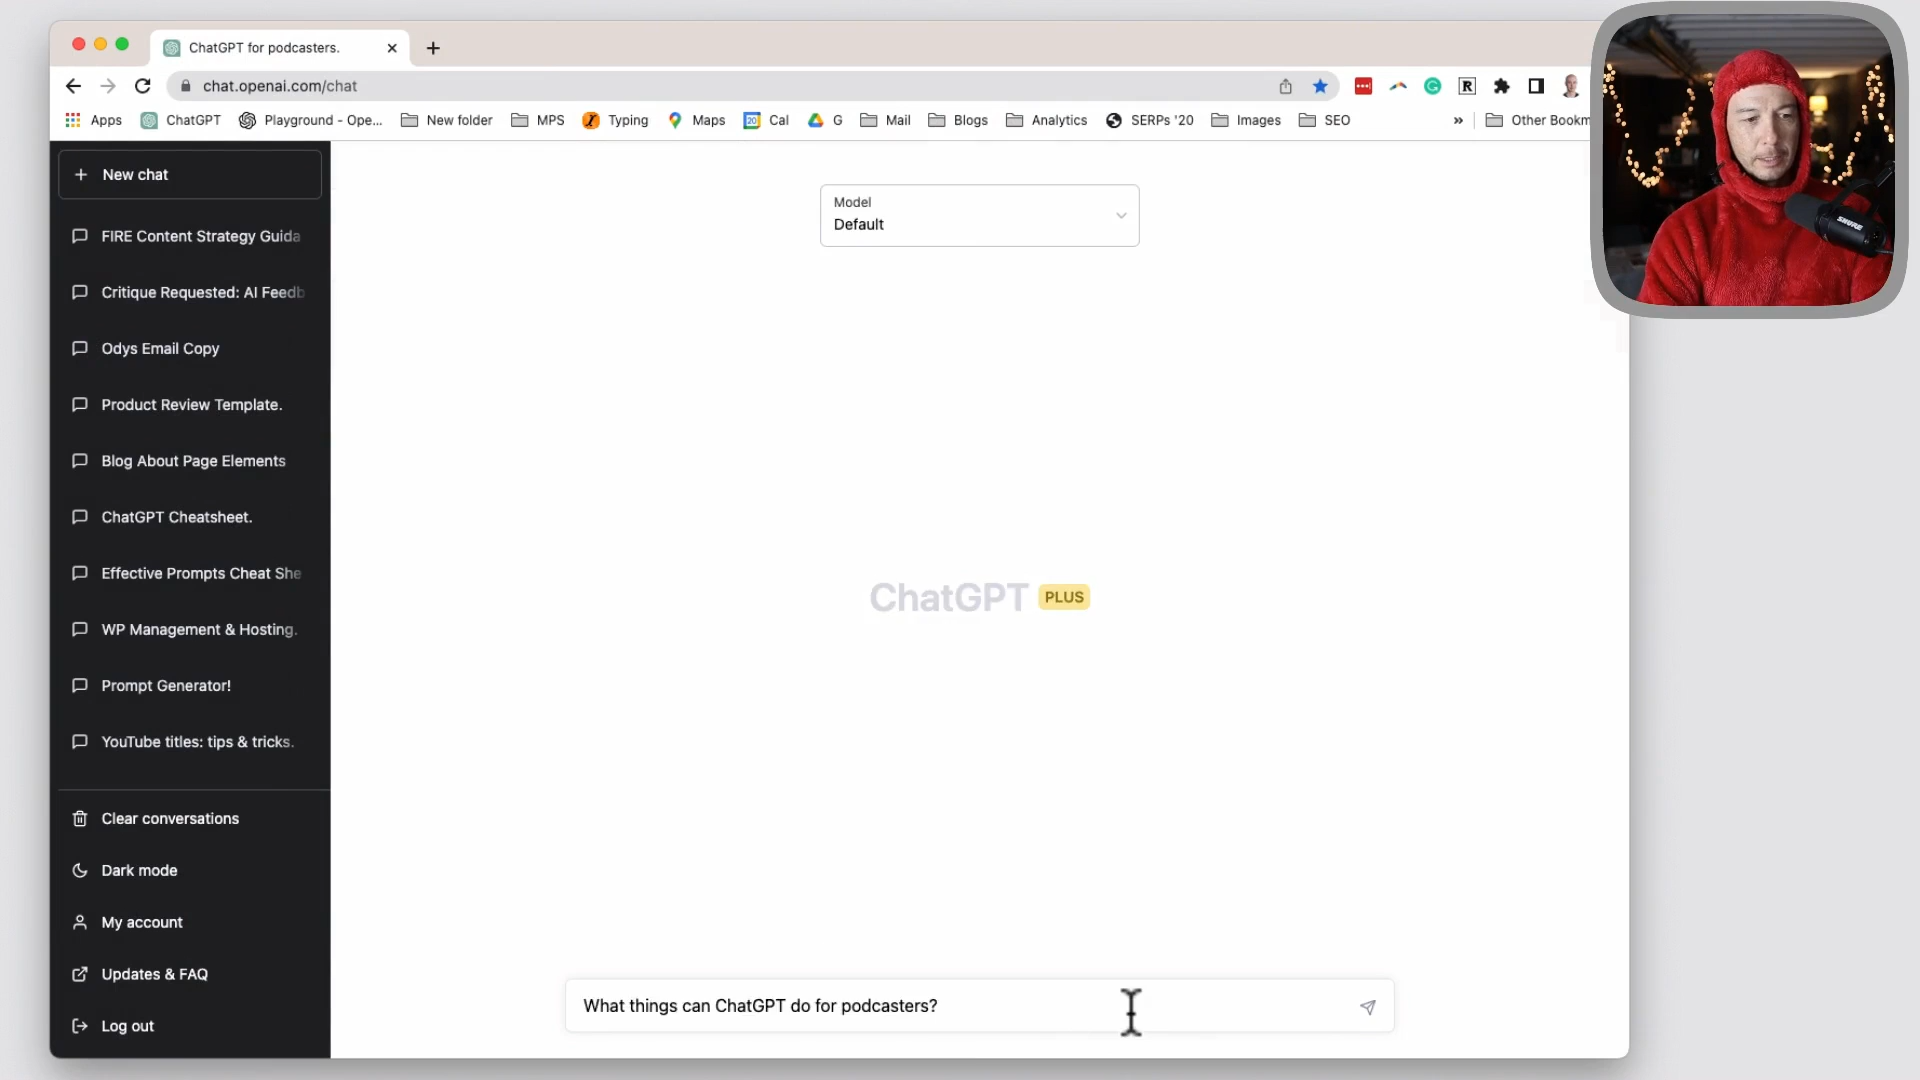 ChatGPT for podcasters.
chat.openai.com/chat
Apps ChatGPT Playground - Ope... New folder MPS Typing Maps 20 Cal G Mail Blogs Analytics SERPs '20 Images SEO » Other Bookm
New chat
FIRE Content Strategy Guida
Critique Requested: AI Feedb
Odys Email Copy
Product Review Template.
Blog About Page Elements
ChatGPT Cheatsheet.
Effective Prompts Cheat She
WP Management & Hosting.
Prompt Generator!
YouTube titles: tips & tricks.
Clear conversations
Dark mode
My account
Updates & FAQ
Log out
Model
Default
ChatGPT PLUS
What things can ChatGPT do for podcasters?
SHURE